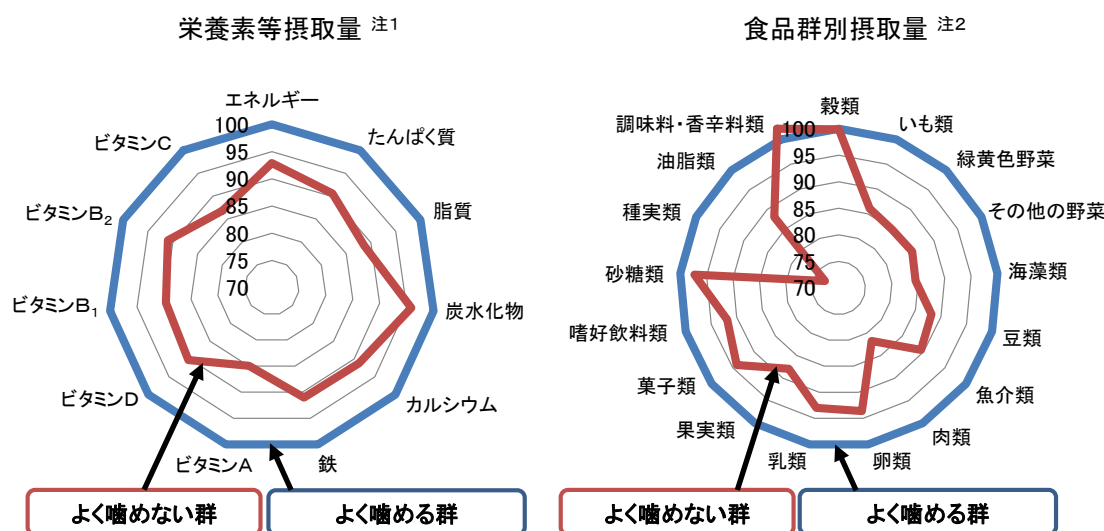 栄養素等摂取量 注1
エネルギー
たんぱく質
脂質
炭水化物
カルシウム
鉄
ビタミンA
ビタミンD
ビタミンB1
ビタミンB2
ビタミンC
100
95
90
85
80
75
70
よく噛めない群
よく噛める群
食品群別摂取量 注2
穀類
いも類
緑黄色野菜
その他の野菜
海藻類
豆類
魚介類
肉類
卵類
乳類
果実類
菓子類
嗜好飲料類
砂糖類
種実類
油脂類
調味料・香辛料類
100
95
90
85
80
75
70
よく噛めない群
よく噛める群